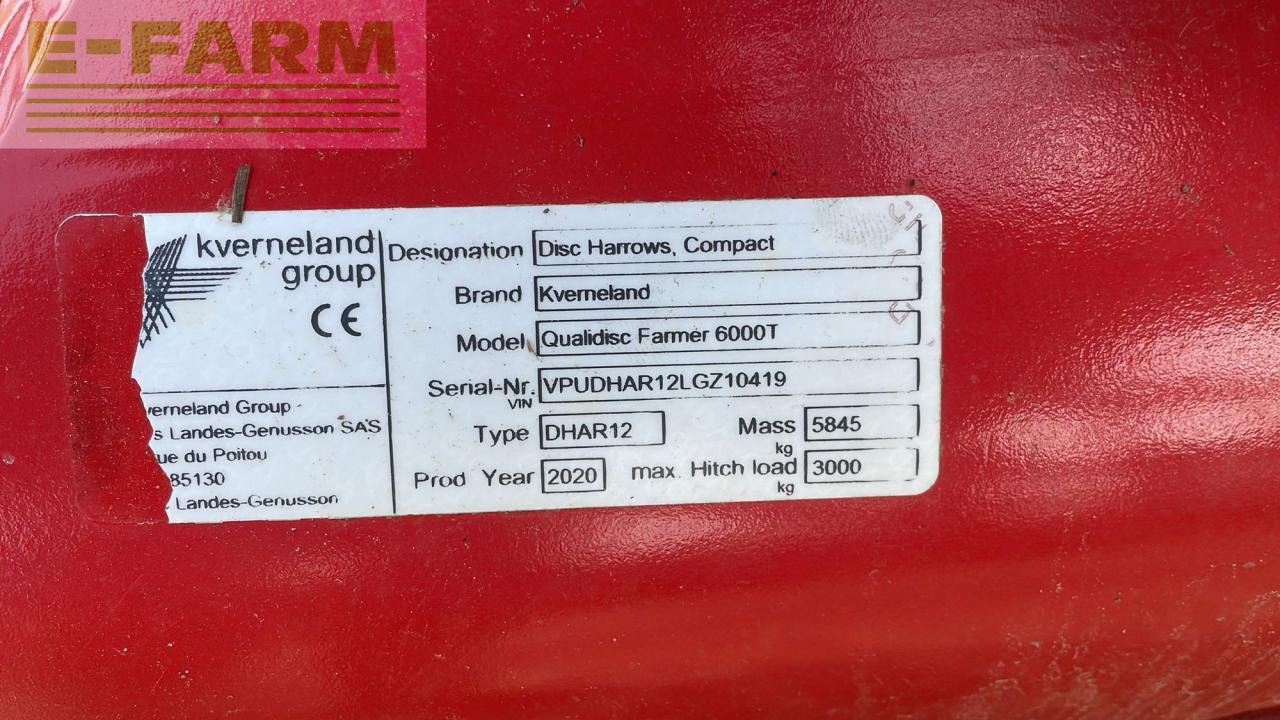 E-FARM
kverneland
group
CE
verneland Group
s Landes-Genusson SAS
ue du Poitou
85130
Landes-Genusson
Designation Disc Harrows, Compact
Brand Kverneland
Model Qualidisc Farmer 6000T
Serial-Nr. VPUDHAR12LGZ10419
VIN
Type DHAR12 Mass 5845
kg
Prod Year 2020 max. Hitch load 3000
kg